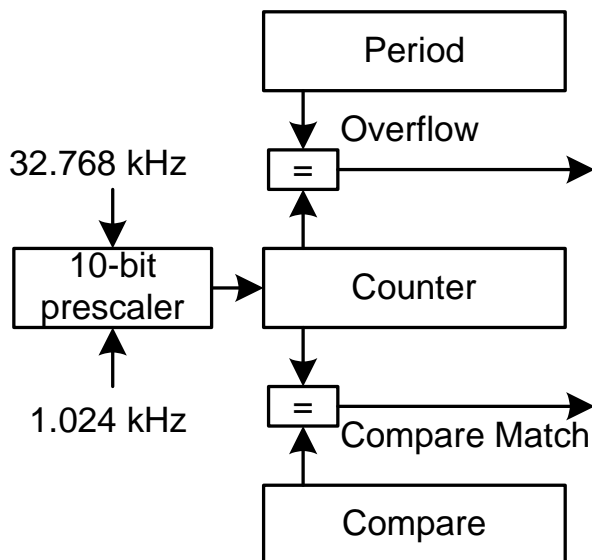 Period
Overflow
=
32.768 kHz
10-bit
prescaler
Counter
1.024 kHz
=
Compare Match
Compare